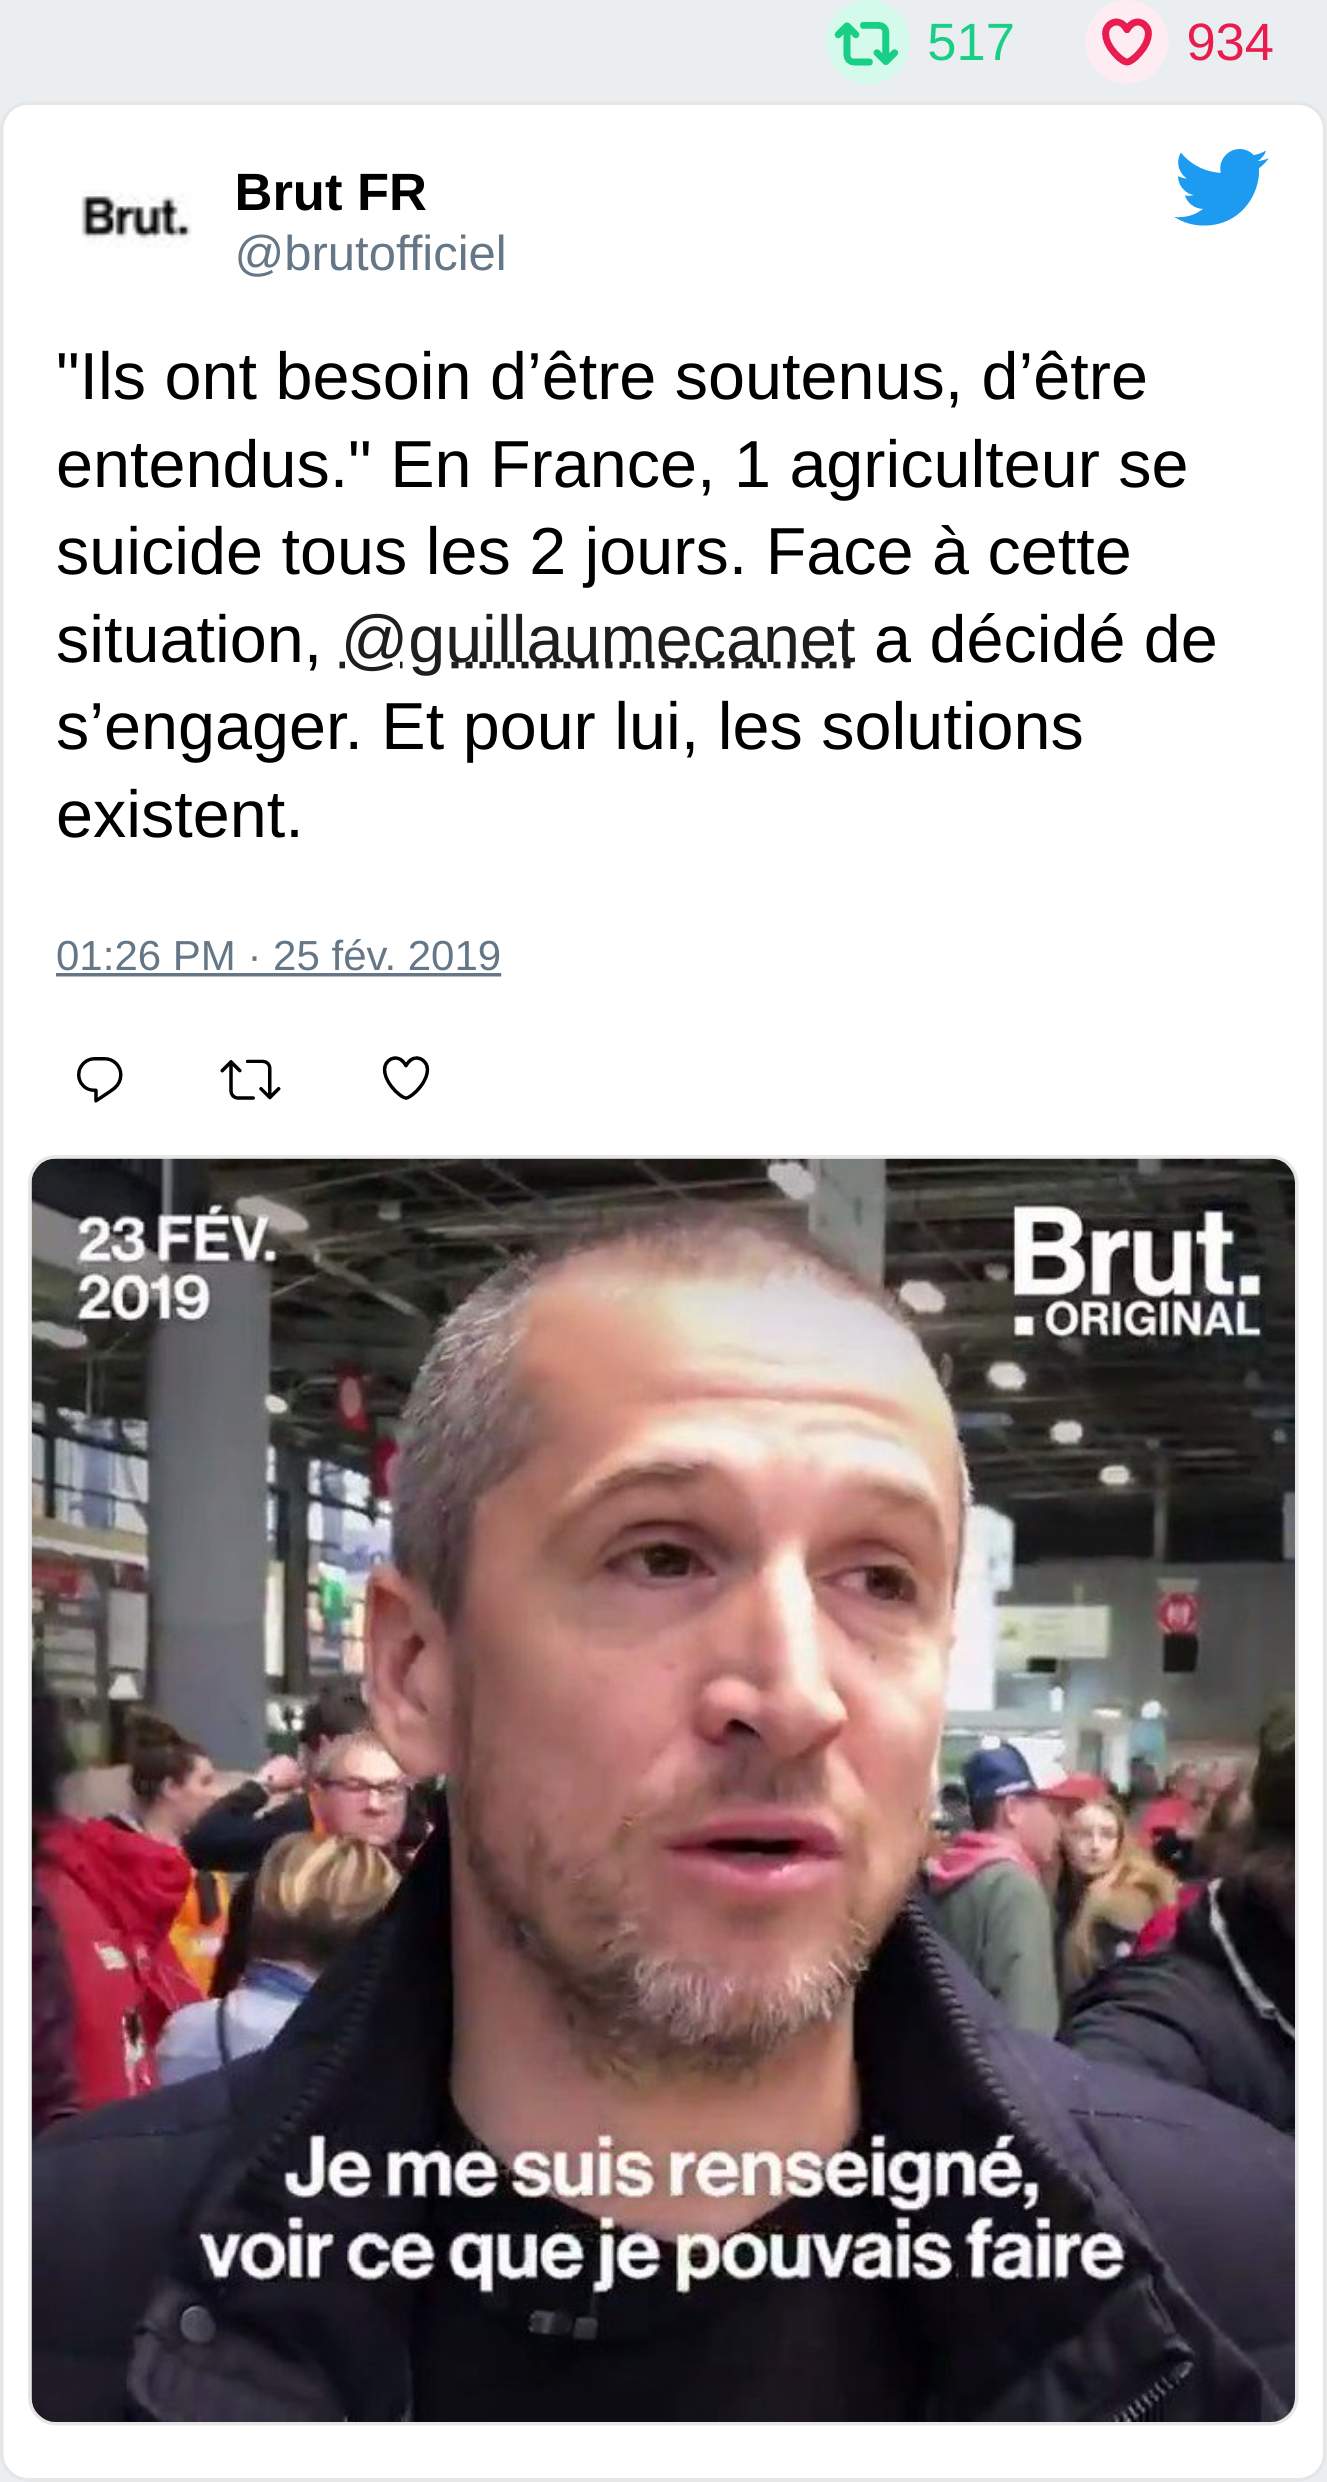 517 934
Brut.
Brut FR
@brutofficiel
"Ils ont besoin d’être soutenus, d’être
entendus." En France, 1 agriculteur se
suicide tous les 2 jours. Face à cette
situation, @guillaumecanet a décidé de
s’engager. Et pour lui, les solutions
existent.
01:26 PM · 25 fév. 2019
23 FÉV.
2019
Brut.
ORIGINAL
Je me suis renseigné,
voir ce que je pouvais faire